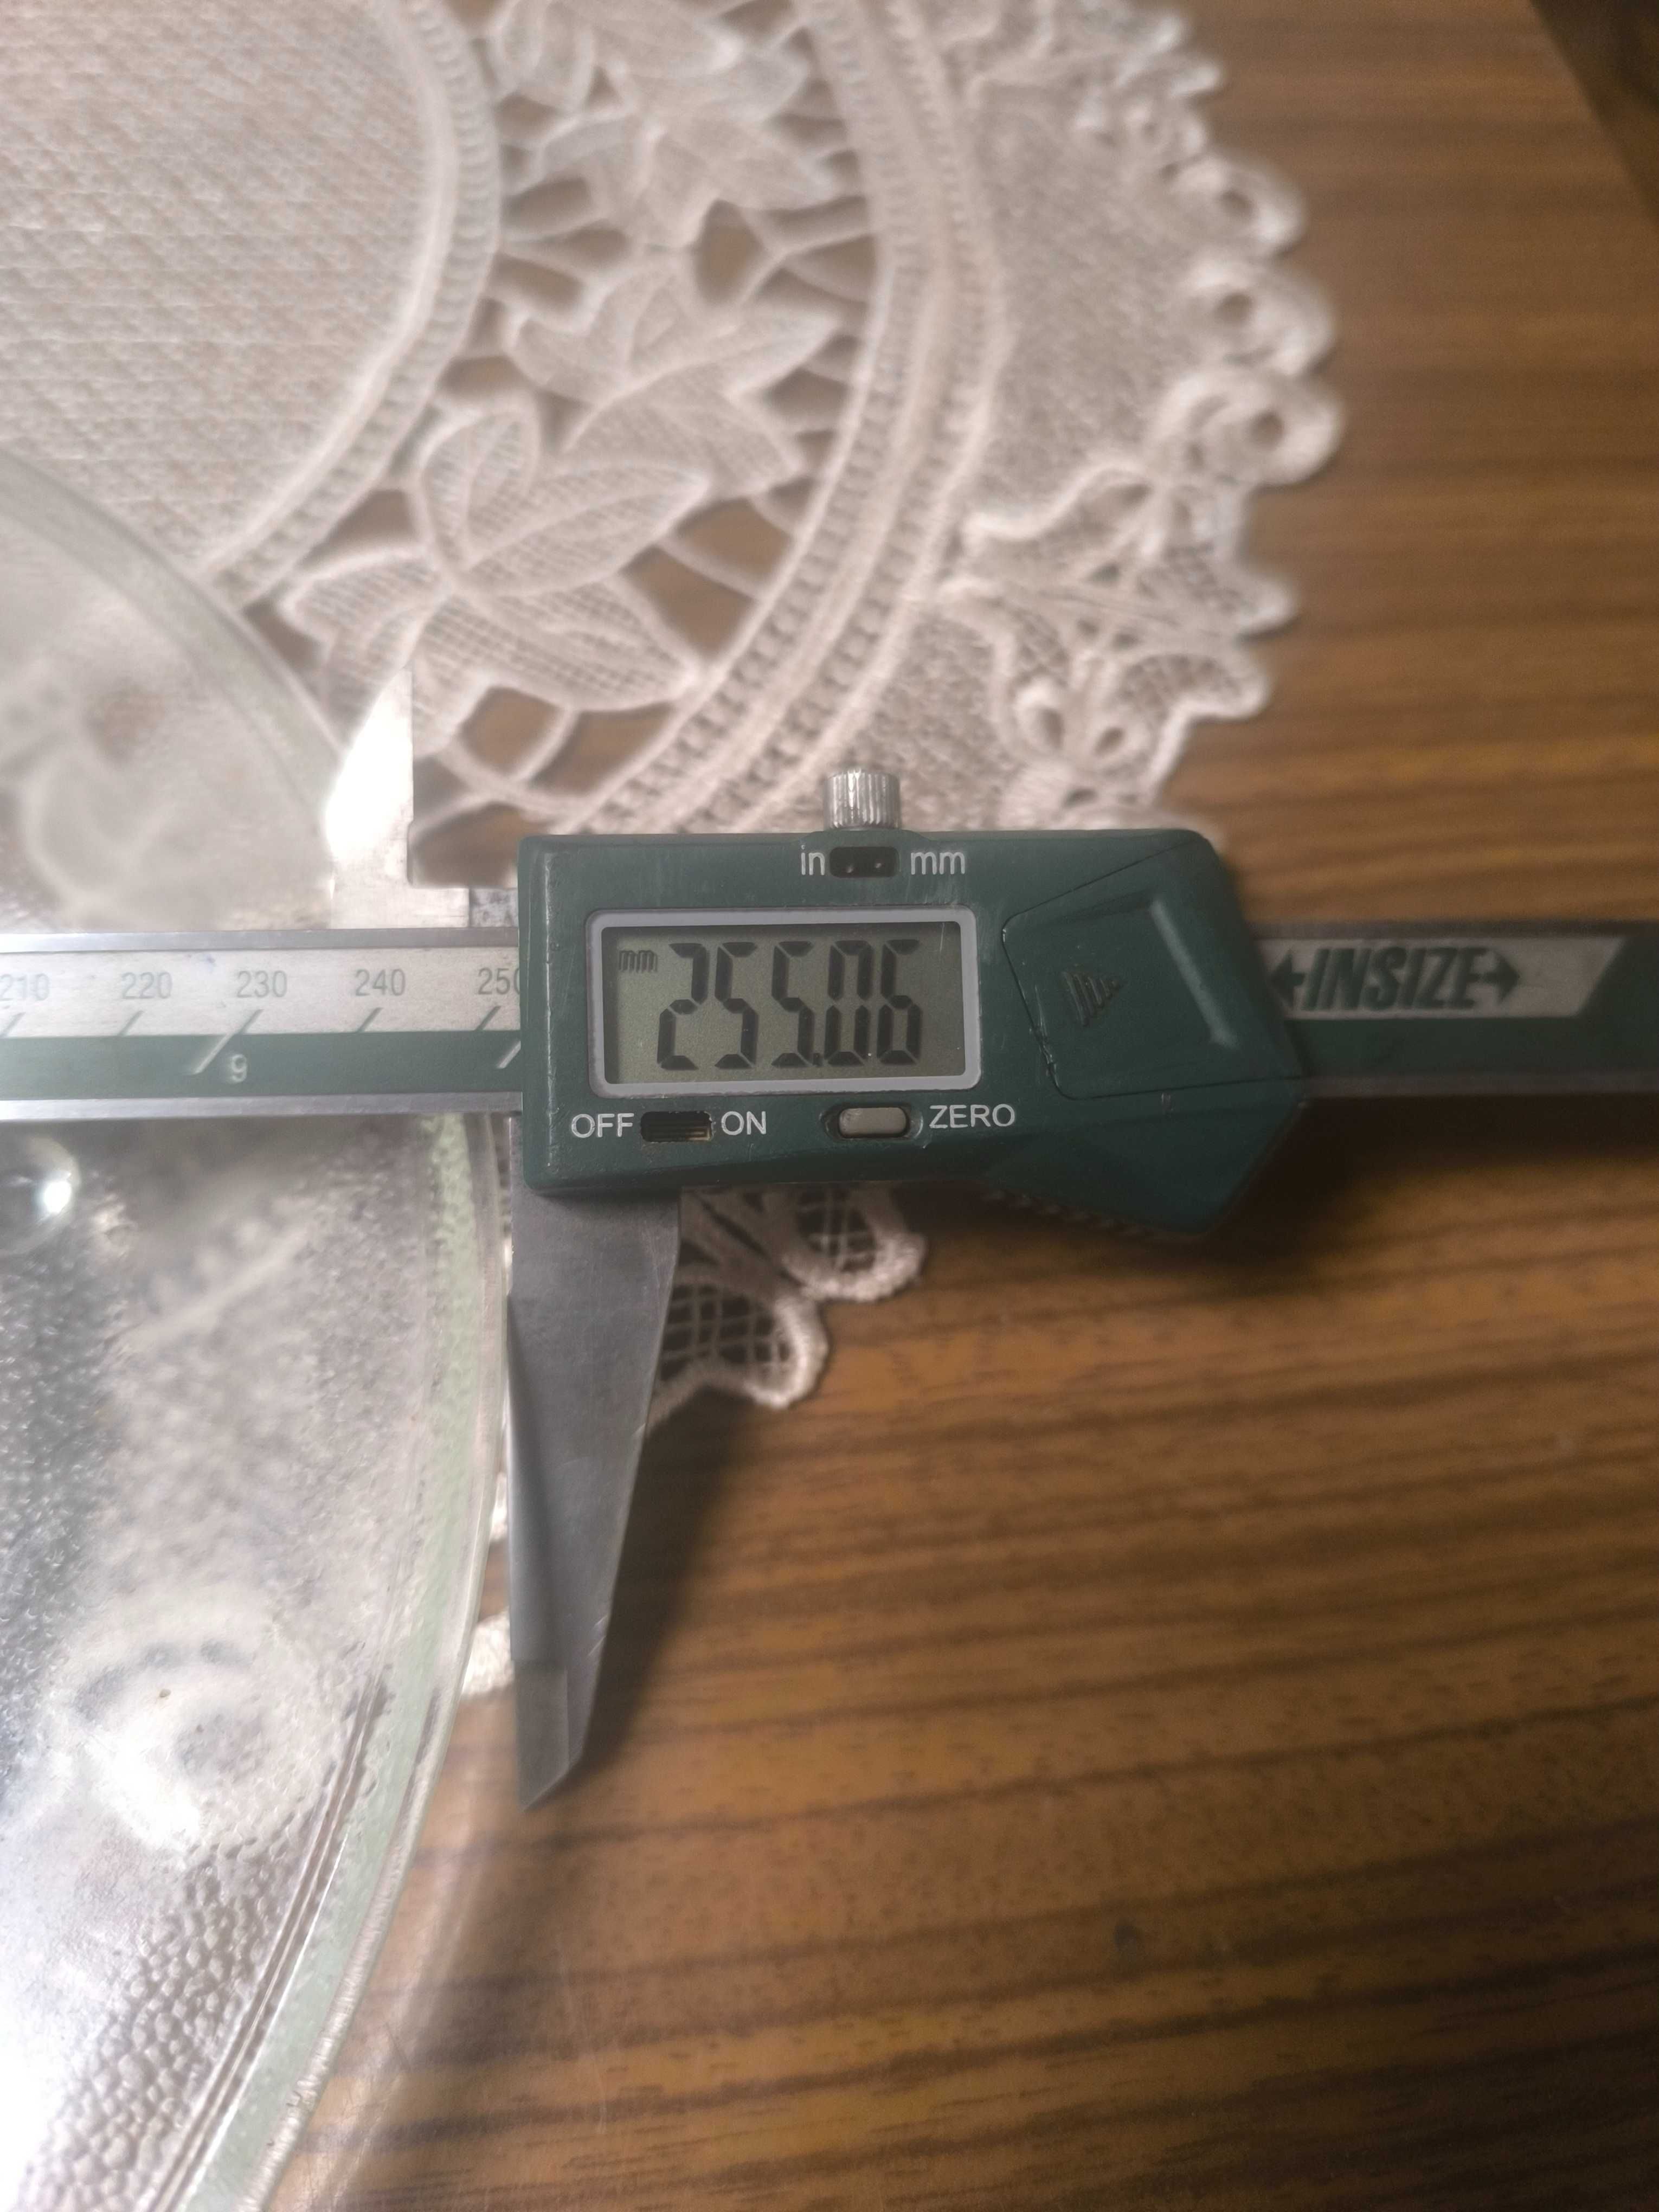 in mm
mm 255.06
210 220 230 240 250
9
INSIZE
OFF ON ZERO